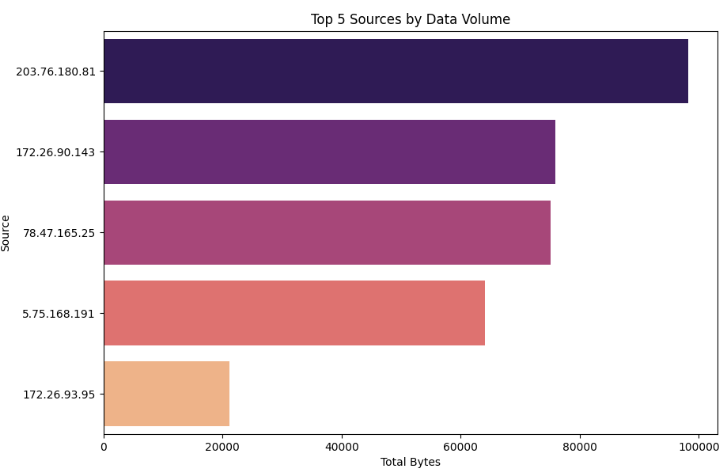 Top 5 Sources by Data Volume
203.76.180.81
172.26.90.143
78.47.165.25
5.75.168.191
172.26.93.95
Source
0 20000 40000 60000 80000 100000
Total Bytes